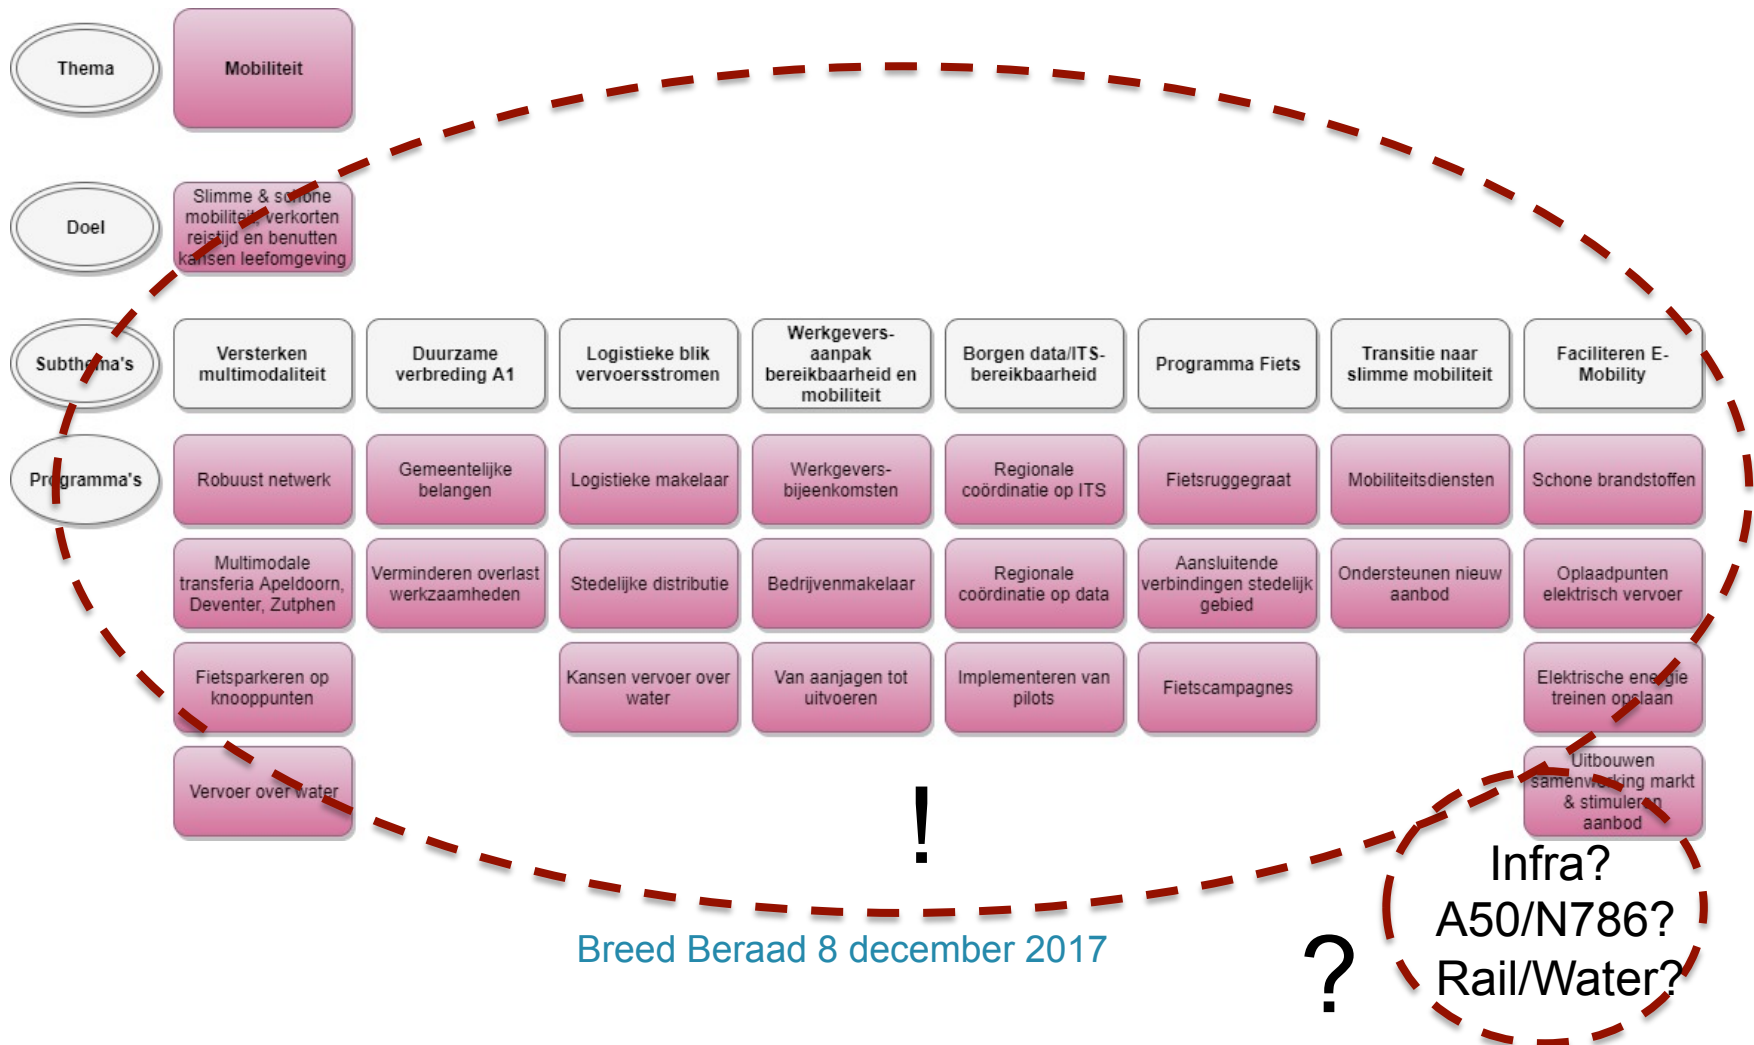 Thema
Mobiliteit
Doel
Slimme & schone
mobiliteit, verkorten
reistijd en benutten
kansen leefomgeving
Subthema's
Versterken
multimodaliteit
Duurzame
verbreding A1
Logistieke blik
vervoersstromen
Werkgevers-
aanpak
bereikbaarheid en
mobiliteit
Borgen data/ITS-
bereikbaarheid
Programma Fiets
Transitie naar
slimme mobiliteit
Faciliteren E-
Mobility
Programma's
Robuust netwerk
Gemeentelijke
belangen
Logistieke makelaar
Werkgevers-
bijeenkomsten
Regionale
coördinatie op ITS
Fietsruggegraat
Mobiliteitsdiensten
Schone brandstoffen
Multimodale
transferia Apeldoorn,
Deventer, Zutphen
Verminderen overlast
werkzaamheden
Stedelijke distributie
Bedrijvenmakelaar
Regionale
coördinatie op data
Aansluitende
verbindingen stedelijk
gebied
Ondersteunen nieuw
aanbod
Oplaadpunten
elektrisch vervoer
Fietsparkeren op
knooppunten
Kansen vervoer over
water
Van aanjagen tot
uitvoeren
Implementeren van
pilots
Fietscampagnes
Elektrische energie
treinen opslaan
Vervoer over water
Uitbouwen
samenwerking markt
& stimuleren
aanbod
!
Infra?
A50/N786?
Rail/Water?
?
Breed Beraad 8 december 2017